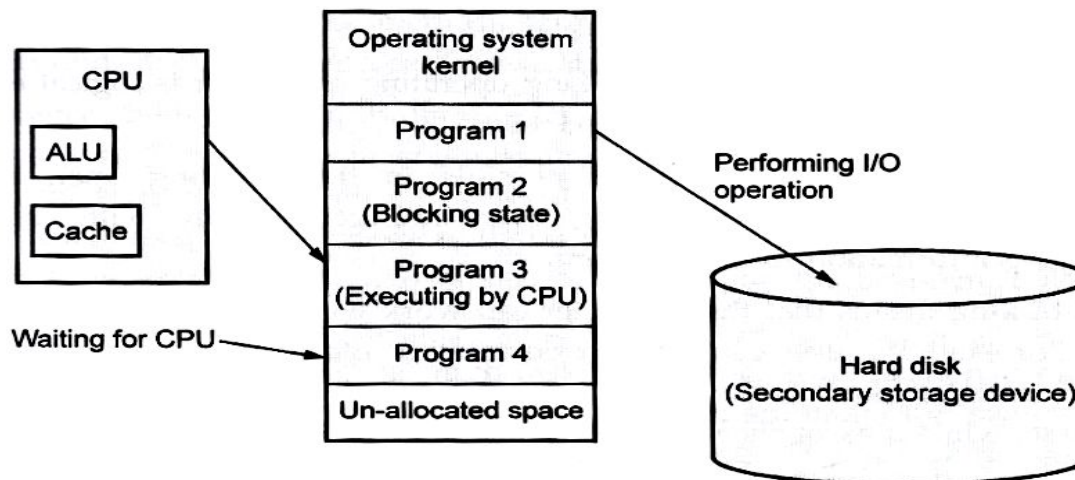 CPU
ALU
Cache
Waiting for CPU
Operating system
kernel
Program 1
Program 2
(Blocking state)
Program 3
(Executing by CPU)
Program 4
Un-allocated space
Performing I/O
operation
Hard disk
(Secondary storage device)